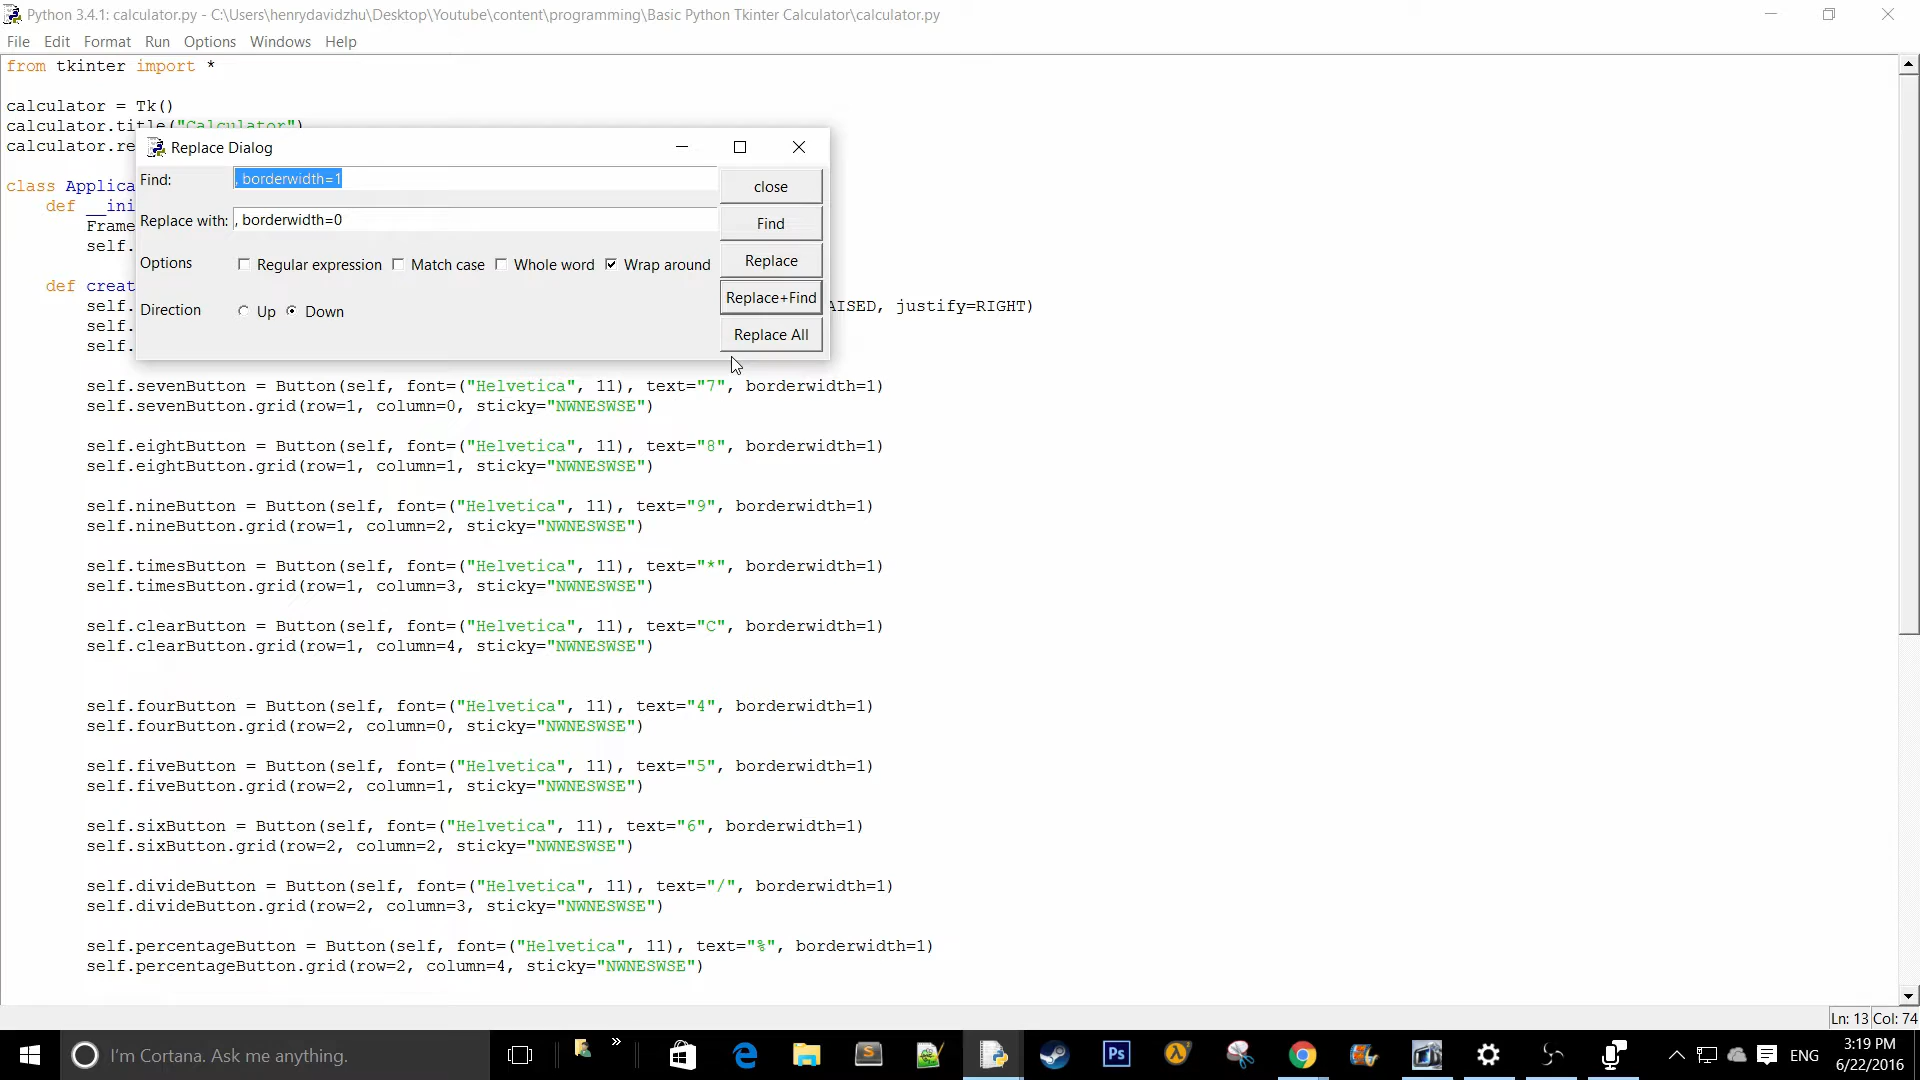 Python 3.4.1: calculator.py - C:\Users\henrydavidzhu\Desktop\Youtube\content\programming\Basic Python Tkinter Calculator\calculator.py
File Edit Format Run Options Windows Help
from tkinter import *
calculator = Tk()
calculator.title("Calculator")
calculator.re
class Applica
def __ini
Frame
self.
def creat
self. AISED, justify=RIGHT)
self.
self.
Replace Dialog
Find: , borderwidth=1
Replace with: , borderwidth=0
Options Regular expression Match case Whole word Wrap around
Direction Up Down
close
Find
Replace
Replace+Find
Replace All
self.sevenButton = Button(self, font=("Helvetica", 11), text="7", borderwidth=1)
self.sevenButton.grid(row=1, column=0, sticky="NWNESWSE")
self.eightButton = Button(self, font=("Helvetica", 11), text="8", borderwidth=1)
self.eightButton.grid(row=1, column=1, sticky="NWNESWSE")
self.nineButton = Button(self, font=("Helvetica", 11), text="9", borderwidth=1)
self.nineButton.grid(row=1, column=2, sticky="NWNESWSE")
self.timesButton = Button(self, font=("Helvetica", 11), text="*", borderwidth=1)
self.timesButton.grid(row=1, column=3, sticky="NWNESWSE")
self.clearButton = Button(self, font=("Helvetica", 11), text="C", borderwidth=1)
self.clearButton.grid(row=1, column=4, sticky="NWNESWSE")
self.fourButton = Button(self, font=("Helvetica", 11), text="4", borderwidth=1)
self.fourButton.grid(row=2, column=0, sticky="NWNESWSE")
self.fiveButton = Button(self, font=("Helvetica", 11), text="5", borderwidth=1)
self.fiveButton.grid(row=2, column=1, sticky="NWNESWSE")
self.sixButton = Button(self, font=("Helvetica", 11), text="6", borderwidth=1)
self.sixButton.grid(row=2, column=2, sticky="NWNESWSE")
self.divideButton = Button(self, font=("Helvetica", 11), text="/", borderwidth=1)
self.divideButton.grid(row=2, column=3, sticky="NWNESWSE")
self.percentageButton = Button(self, font=("Helvetica", 11), text="%", borderwidth=1)
self.percentageButton.grid(row=2, column=4, sticky="NWNESWSE")
Ln: 13 Col: 74
I'm Cortana. Ask me anything.
Ps
ENG
3:19 PM
6/22/2016